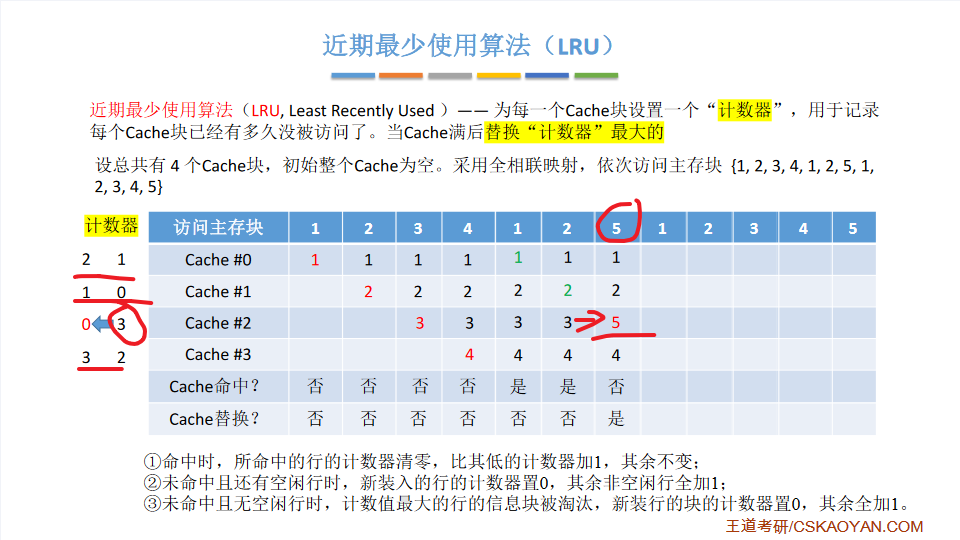 近期最少使用算法（LRU）
近期最少使用算法（LRU, Least Recently Used ）—— 为每一个Cache块设置一个“计数器”，用于记录
每个Cache块已经有多久没被访问了。当Cache满后替换“计数器”最大的
设总共有 4 个Cache块，初始整个Cache为空。采用全相联映射，依次访问主存块 {1, 2, 3, 4, 1, 2, 5, 1,
2, 3, 4, 5}
计数器 访问主存块 1 2 3 4 1 2 5 1 2 3 4 5
2 1 Cache #0 1 1 1 1 1 1 1
1 0 Cache #1 2 2 2 2 2 2
0 3 Cache #2 3 3 3 3 5
3 2 Cache #3 4 4 4 4
Cache命中？ 否 否 否 否 是 是 否
Cache替换？ 否 否 否 否 否 否 是
①命中时，所命中的行的计数器清零，比其低的计数器加1，其余不变；
②未命中且还有空闲行时，新装入的行的计数器置0，其余非空闲行全加1；
③未命中且无空闲行时，计数值最大的行的信息块被淘汰，新装行的块的计数器置0，其余全加1。
王道考研/CSKAOYAN.COM